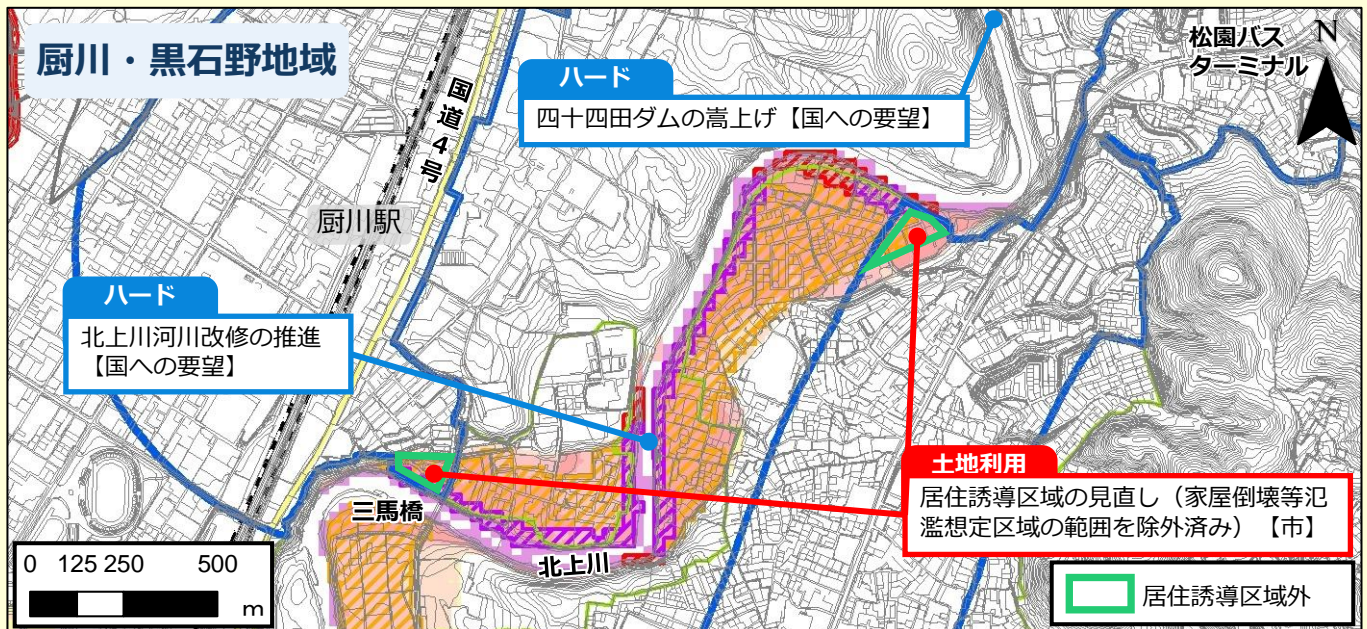 厨川・黒石野地域
国道4号
松園バス
ターミナル
N
ハード
四十四田ダムの嵩上げ【国への要望】
厨川駅
ハード
北上川河川改修の推進
【国への要望】
土地利用
居住誘導区域の見直し（家屋倒壊等氾
濫想定区域の範囲を除外済み）【市】
三馬橋
北上川
0 125 250 500
m
居住誘導区域外